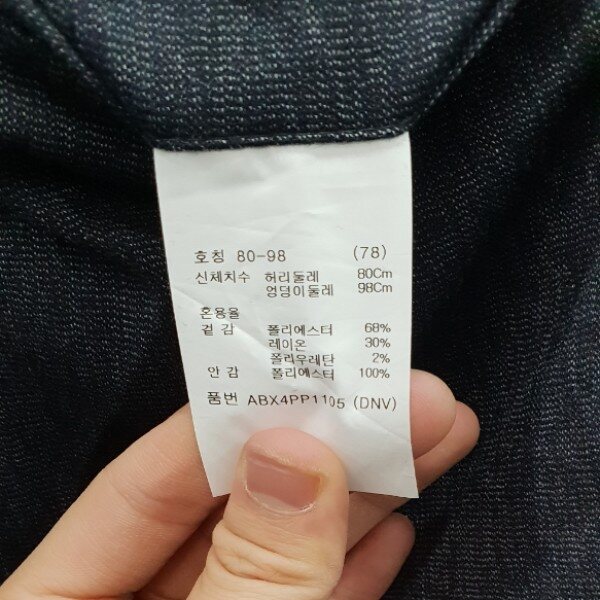 호칭 80-98 (78)
신체치수 허리둘레 80Cm
엉덩이둘레 98Cm
혼용율
겉 감 폴리에스터 68%
레이온 30%
폴리우레탄 2%
안 감 폴리에스터 100%
품번 ABX4PP1105 (DNV)